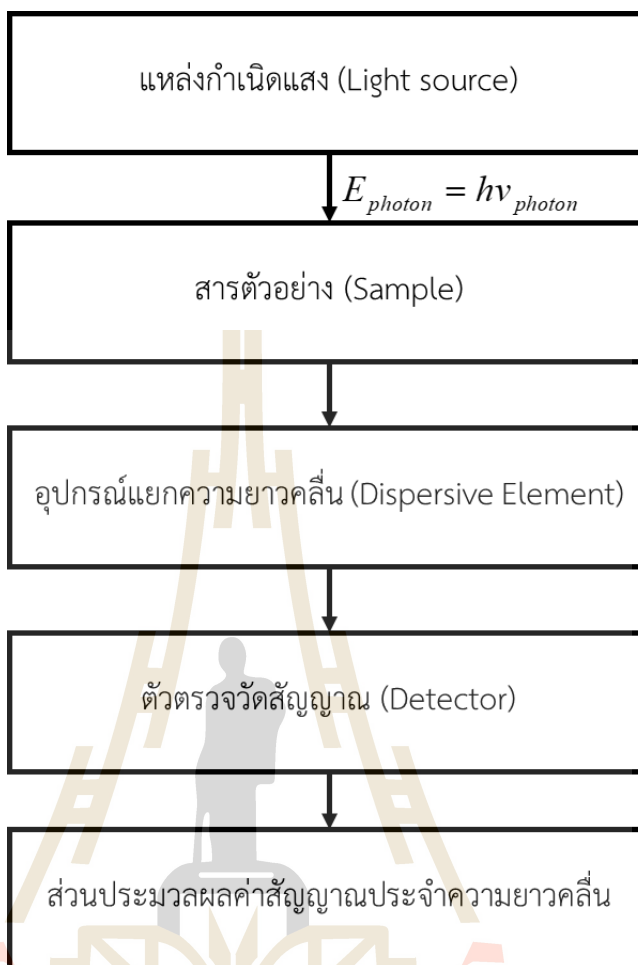 แหล่งกำเนิดแสง (Light source)
E_photon = hν_photon
สารตัวอย่าง (Sample)
อุปกรณ์แยกความยาวคลื่น (Dispersive Element)
ตัวตรวจวัดสัญญาณ (Detector)
ส่วนประมวลผลค่าสัญญาณประจำความยาวคลื่น